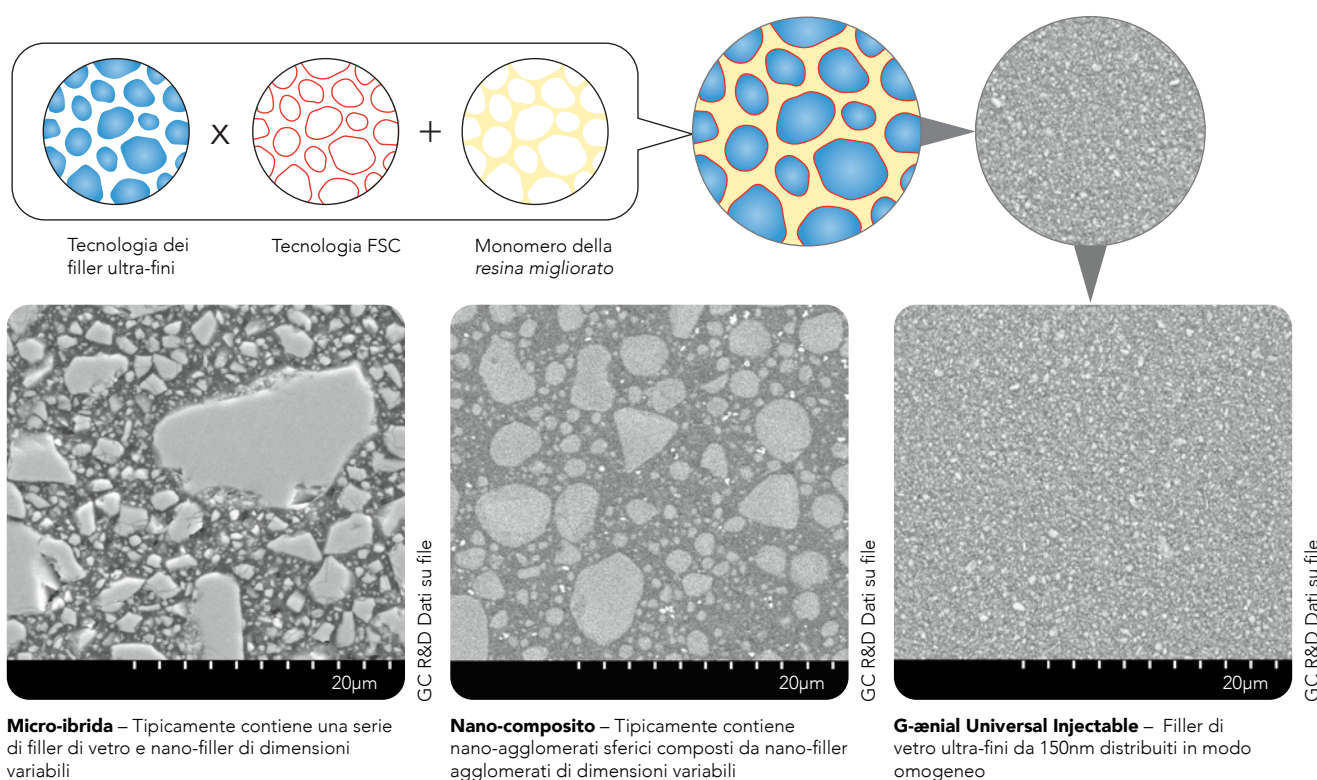 X
+
Tecnologia dei
filler ultra-fini
Tecnologia FSC
Monomero della
resina migliorato
20µm
GC R&D Dati su file
20µm
GC R&D Dati su file
20µm
GC R&D Dati su file
Micro-ibrida – Tipicamente contiene una serie
di filler di vetro e nano-filler di dimensioni
variabili
Nano-composito – Tipicamente contiene
nano-agglomerati sferici composti da nano-filler
agglomerati di dimensioni variabili
G-ænial Universal Injectable – Filler di
vetro ultra-fini da 150nm distribuiti in modo
omogeneo